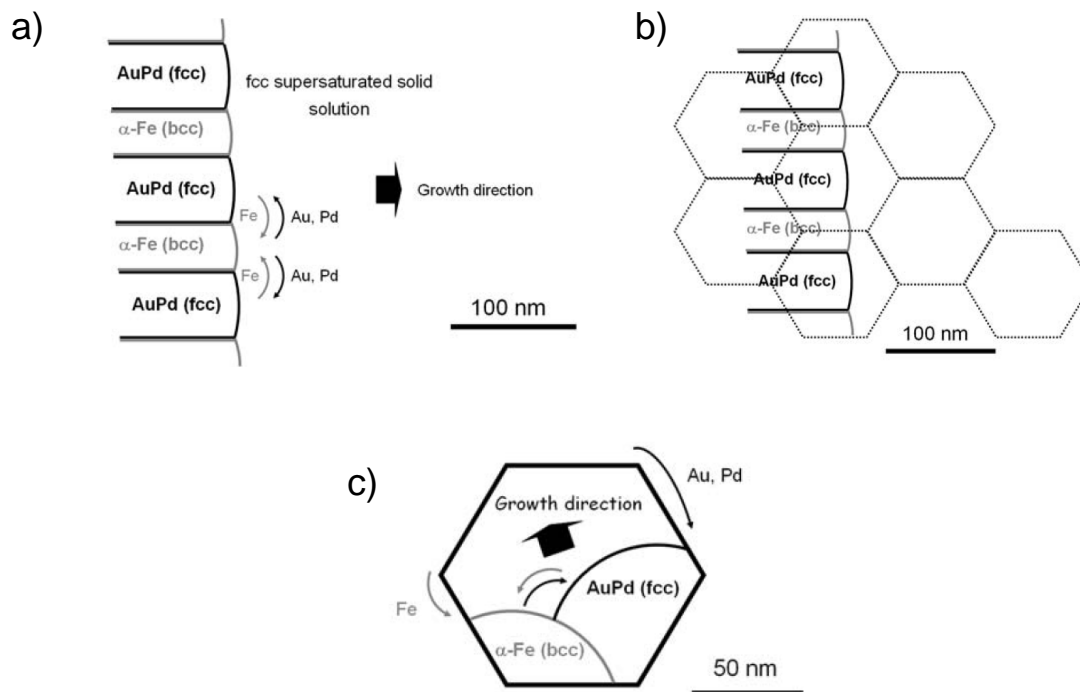 a)
AuPd (fcc)
fcc supersaturated solid
solution
α-Fe (bcc)
AuPd (fcc)
Growth direction
Fe
Au, Pd
α-Fe (bcc)
Fe
Au, Pd
AuPd (fcc)
100 nm
b)
AuPd (fcc)
α-Fe (bcc)
AuPd (fcc)
α-Fe (bcc)
AuPd (fcc)
100 nm
c)
Au, Pd
Growth direction
AuPd (fcc)
Fe
α-Fe (bcc)
50 nm